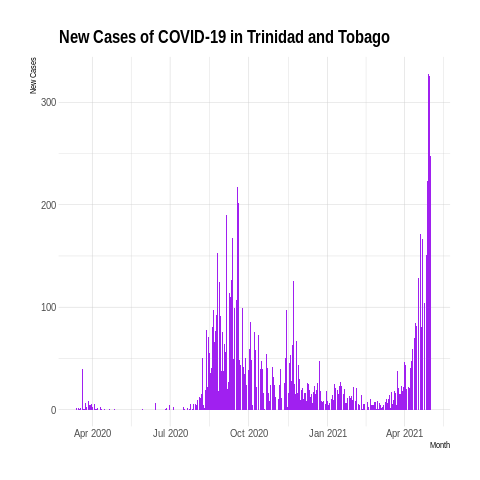 New Cases of COVID-19 in Trinidad and Tobago
New Cases
300
200
100
0
Apr 2020 Jul 2020 Oct 2020 Jan 2021 Apr 2021
Month